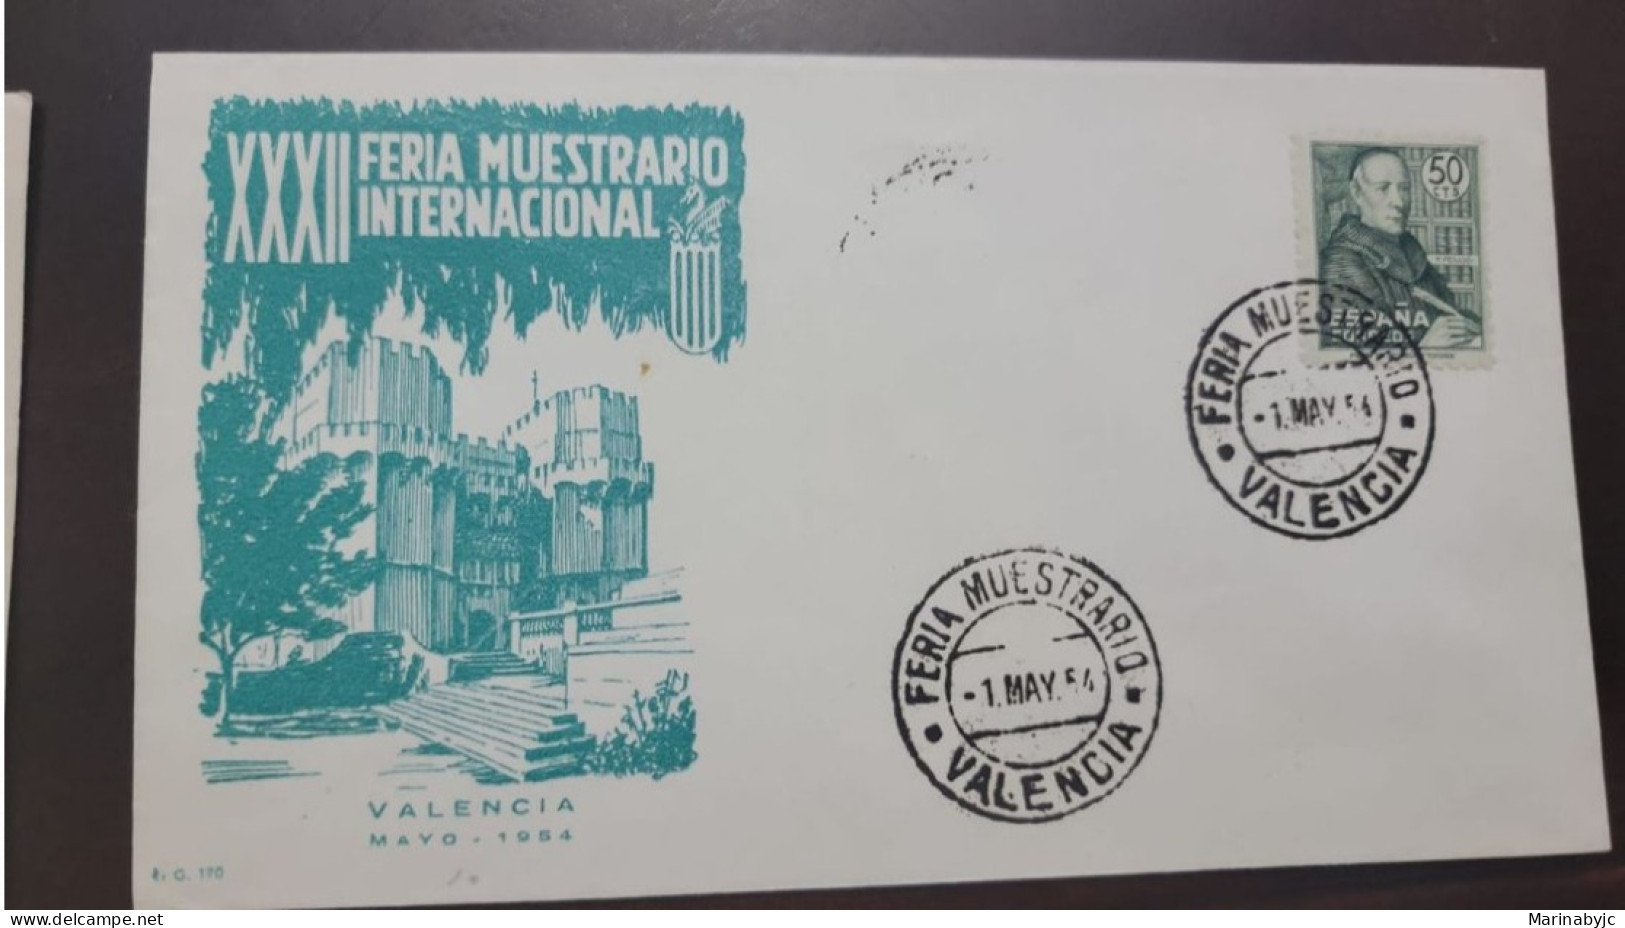 XXXII FERIA MUESTRARIO
INTERNACIONAL
VALENCIA
MAYO - 1954
G. 190
50
CTS
ESPAÑA
FERIA MUESTRARIO
-1.MAY.54
VALENCIA
FERIA MUESTRARIO
-1.MAY.54
VALENCIA
www.delcampe.net
Marinabyjc